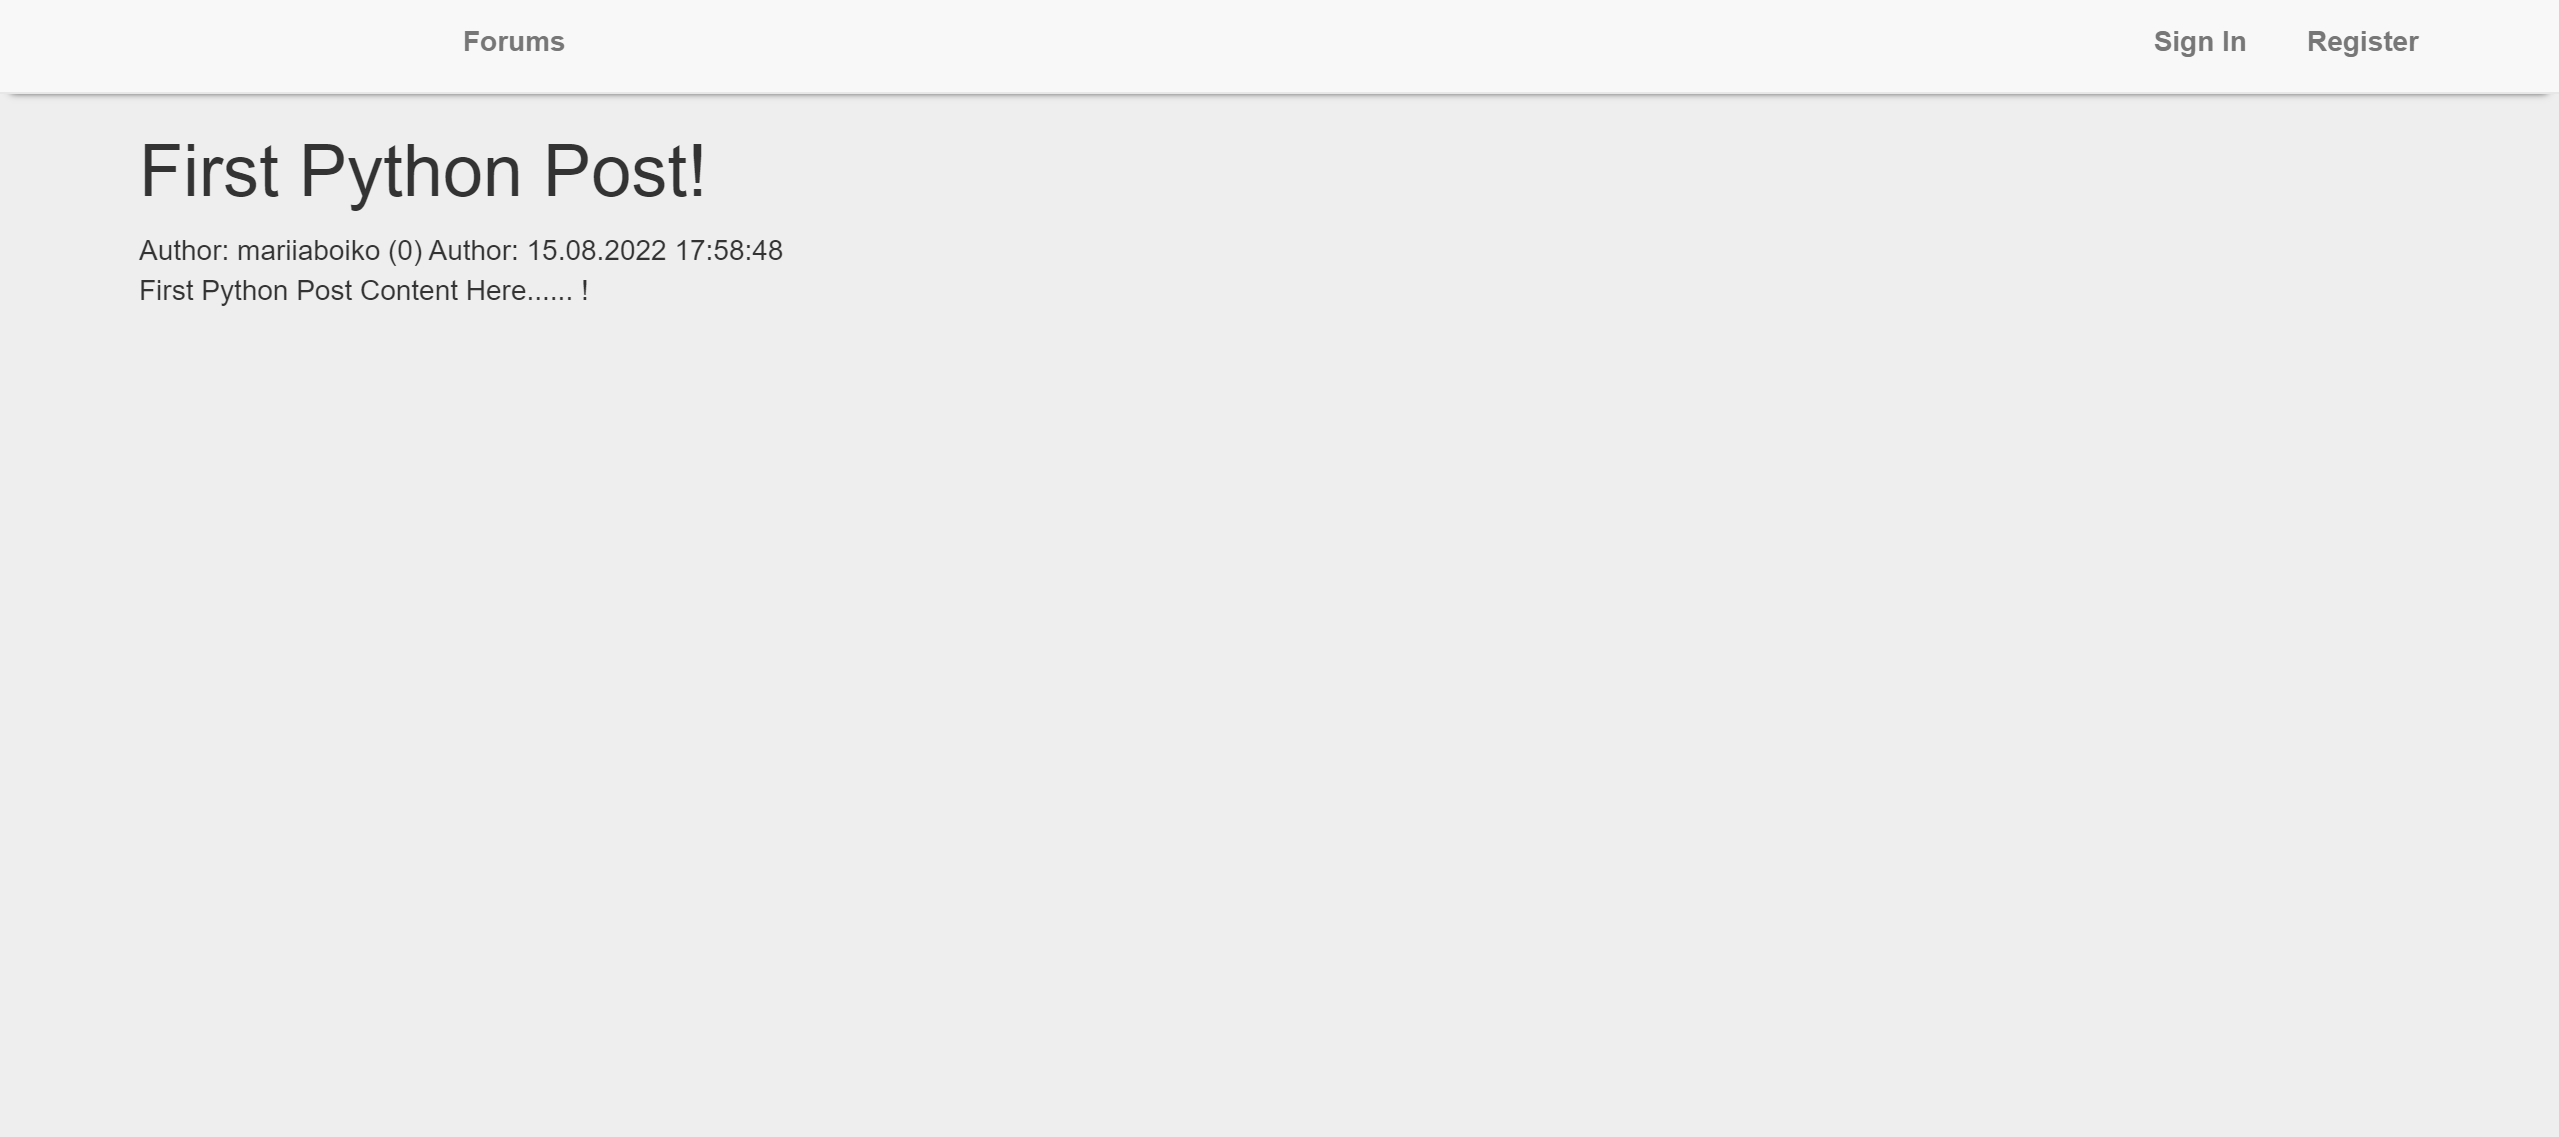 Forums Sign In Register
First Python Post!
Author: mariiaboiko (0) Author: 15.08.2022 17:58:48
First Python Post Content Here...... !